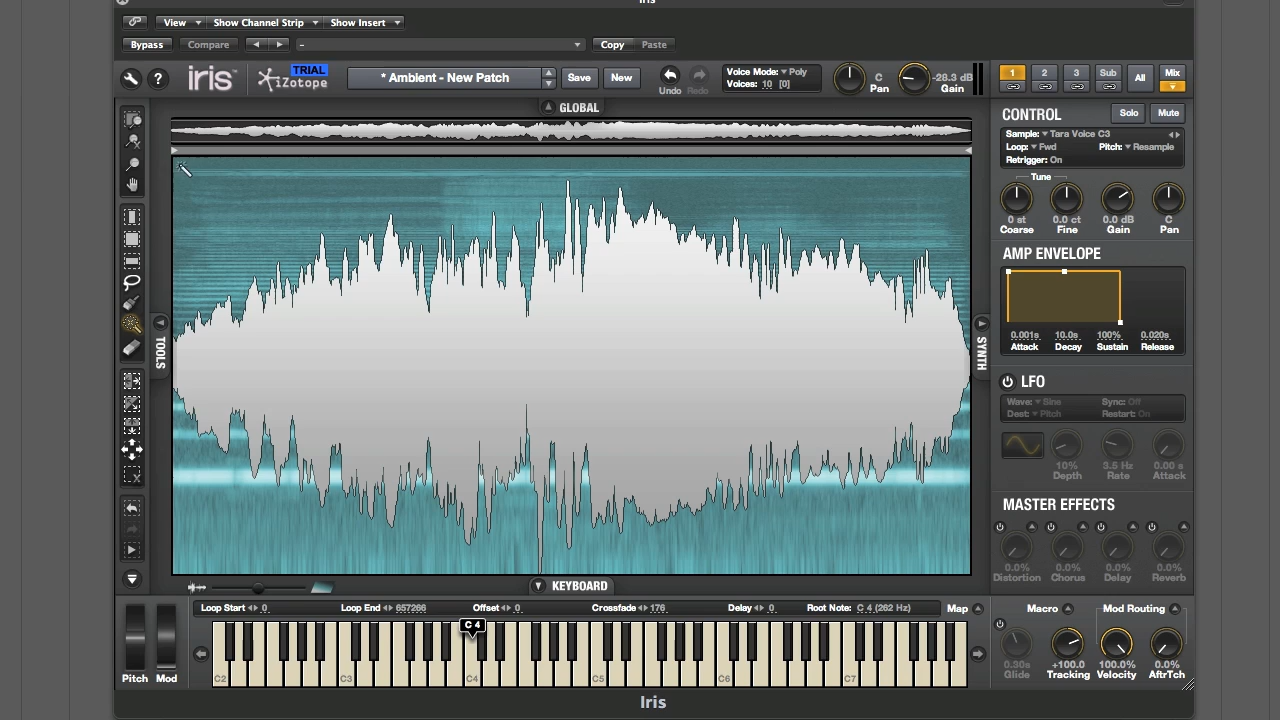 Iris
View Show Channel Strip Show Insert
Bypass Compare - Copy Paste
? iris TRIAL iZotope * Ambient - New Patch Save New Undo Redo
Voice Mode: Poly
Voices: 10 [0]
C Pan
-28.3 dB Gain
1 2 3 Sub All Mix
GLOBAL
TOOLS
SYNTH
CONTROL Solo Mute
Sample: Tara Voice C3
Loop: Fwd Pitch: Resample
Retrigger: On
Tune
0 st 0.0 ct 0.0 dB C
Coarse Fine Gain Pan
AMP ENVELOPE
0.001s 10.0s 100% 0.020s
Attack Decay Sustain Release
LFO
Wave: Sine Sync: Off
Dest: Pitch Restart: On
10% 3.5 Hz 0.00 s
Depth Rate Attack
MASTER EFFECTS
0.0% 0.0% 0.0% 0.0%
Distortion Chorus Delay Reverb
KEYBOARD
Loop Start 0 Loop End 657266 Offset 0 Crossfade 176 Delay 0 Root Note: C 4 (262 Hz) Map
C 4
C2 C3 C4 C5 C6 C7
Pitch Mod
Macro Mod Routing
0.30s +100.0 100.0% 0.0%
Glide Tracking Velocity AftrTch
Iris